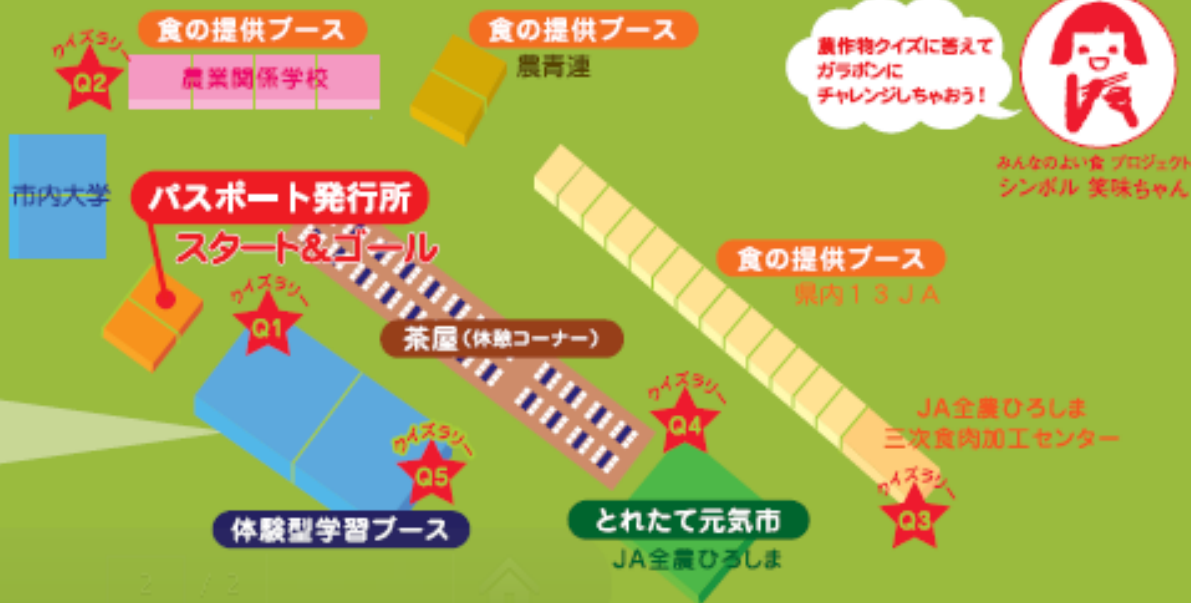 食の提供ブース
農業関係学校
クイズラリー
Q2
食の提供ブース
農青連
農作物クイズに答えて
ガラポンに
チャレンジしちゃおう!
みんなのよい食 プロジェクト
シンボル 笑味ちゃん
市内大学
パスポート発行所
スタート&ゴール
クイズラリー
Q1
茶屋(休憩コーナー)
食の提供ブース
県内13JA
クイズラリー
Q4
JA全農ひろしま
三次食肉加工センター
クイズラリー
Q5
クイズラリー
Q3
体験型学習ブース
とれたて元気市
JA全農ひろしま
2 / 2